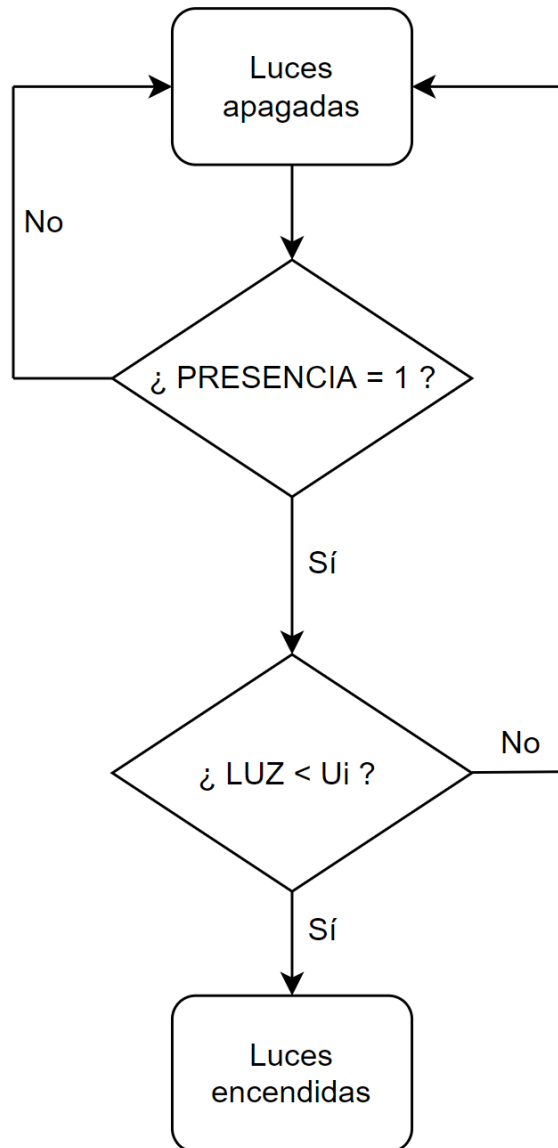 Luces
apagadas
No
¿ PRESENCIA = 1 ?
Sí
¿ LUZ < Ui ?
No
Sí
Luces
encendidas